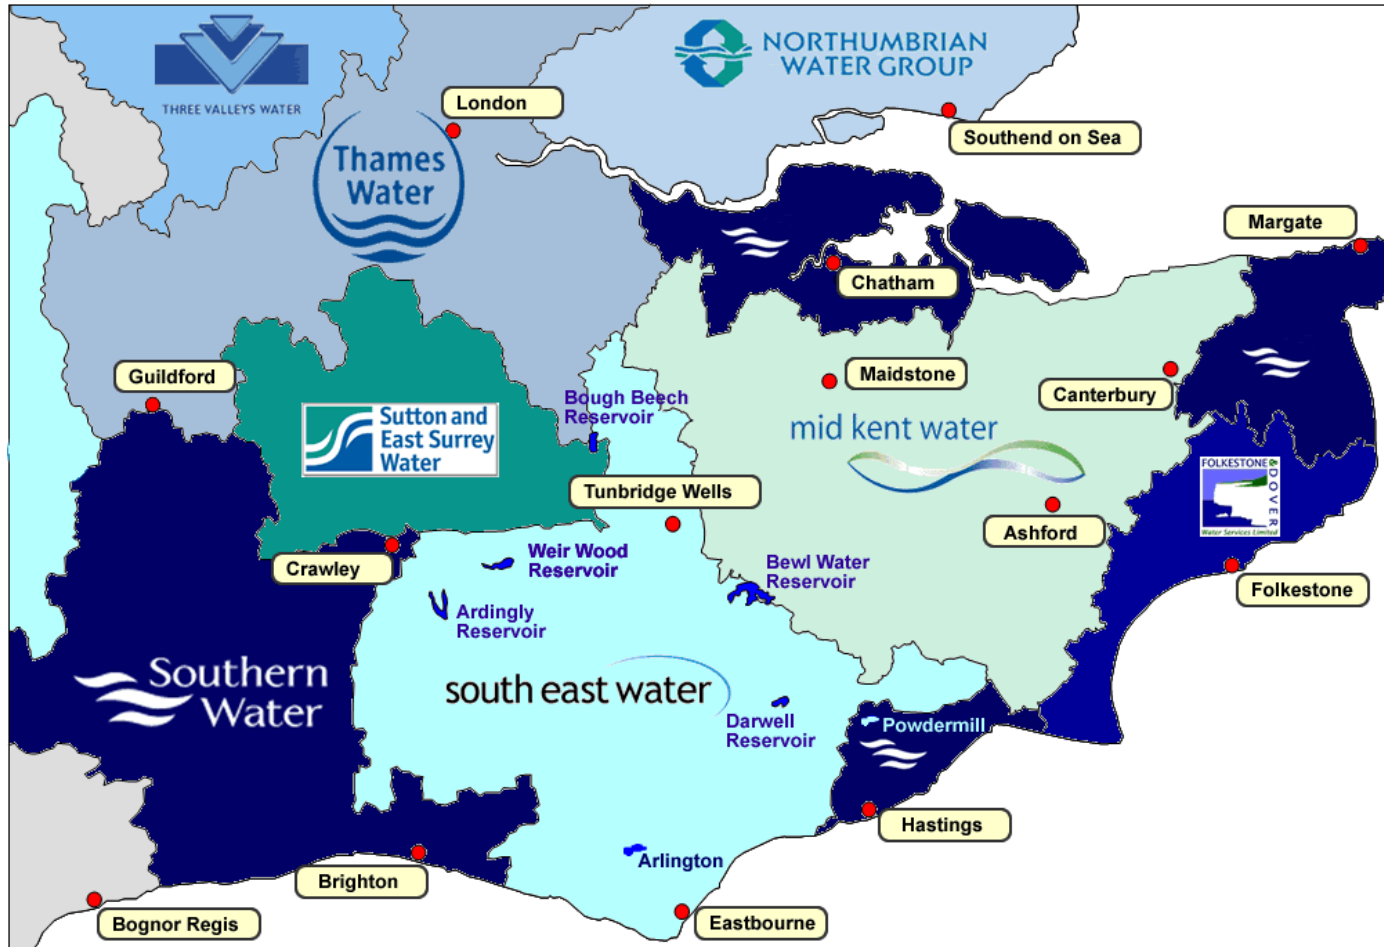 THREE VALLEYS WATER
NORTHUMBRIAN
WATER GROUP
London
Southend on Sea
Thames
Water
Margate
Chatham
Guildford
Maidstone
Canterbury
Bough Beech
Reservoir
Sutton and
East Surrey
Water
mid kent water
FOLKESTONE &
DOVER
Water Services Limited
Tunbridge Wells
Ashford
Crawley
Weir Wood
Reservoir
Bewl Water
Reservoir
Folkestone
Ardingly
Reservoir
Southern
Water
south east water
Darwell
Reservoir
Powdermill
Hastings
Arlington
Brighton
Bognor Regis
Eastbourne